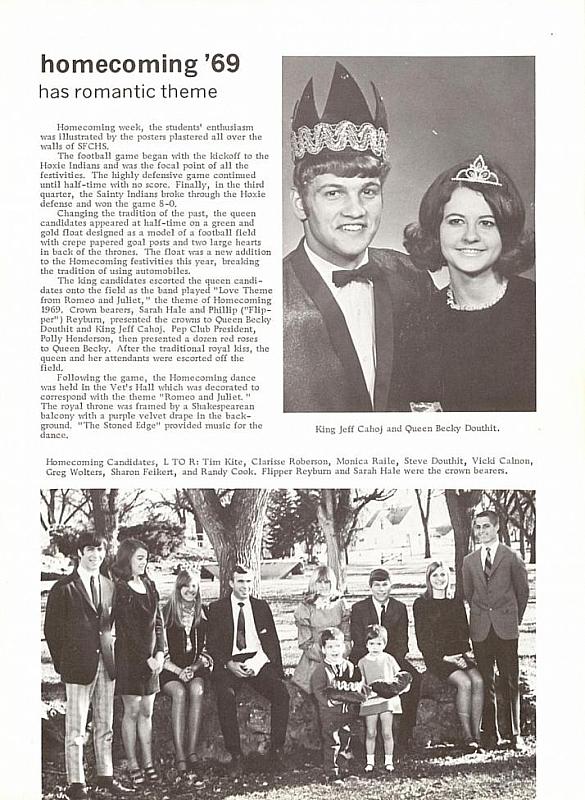 homecoming '69
has romantic theme
Homecoming week, the students' enthusiasm
was illustrated by the posters plastered all over the
walls of SFCHS.
The football game began with the kickoff to the
Hoxie Indians and was the focal point of all the
festivities. The highly defensive game continued
until half-time with no score. Finally, in the third
quarter, the Sainty Indians broke through the Hoxie
defense and won the game 8-0.
Changing the tradition of the past, the queen
candidates appeared at half-time on a green and
gold float designed as a model of a football field
with crepe papered goal posts and two large hearts
in back of the thrones. The float was a new addition
to the Homecoming festivities this year, breaking
the tradition of using automobiles.
The king candidates escorted the queen candi-
dates onto the field as the band played "Love Theme
from Romeo and Juliet," the theme of Homecoming
1969. Crown bearers, Sarah Hale and Phillip ("Flip-
per") Reyburn, presented the crowns to Queen Becky
Douthit and King Jeff Cahoj. Pep Club President,
Polly Henderson, then presented a dozen red roses
to Queen Becky. After the traditional royal kiss, the
queen and her attendants were escorted off the
field.
Following the game, the Homecoming dance
was held in the Vet's Hall which was decorated to
correspond with the theme "Romeo and Juliet."
The royal throne was framed by a Shakespearean
balcony with a purple velvet drape in the back-
ground. "The Stoned Edge" provided music for the
dance.
King Jeff Cahoj and Queen Becky Douthit.
Homecoming Candidates, L TO R: Tim Kite, Clarisse Roberson, Monica Raile, Steve Douthit, Vicki Calnon,
Greg Wolters, Sharon Feikert, and Randy Cook. Flipper Reyburn and Sarah Hale were the crown bearers.